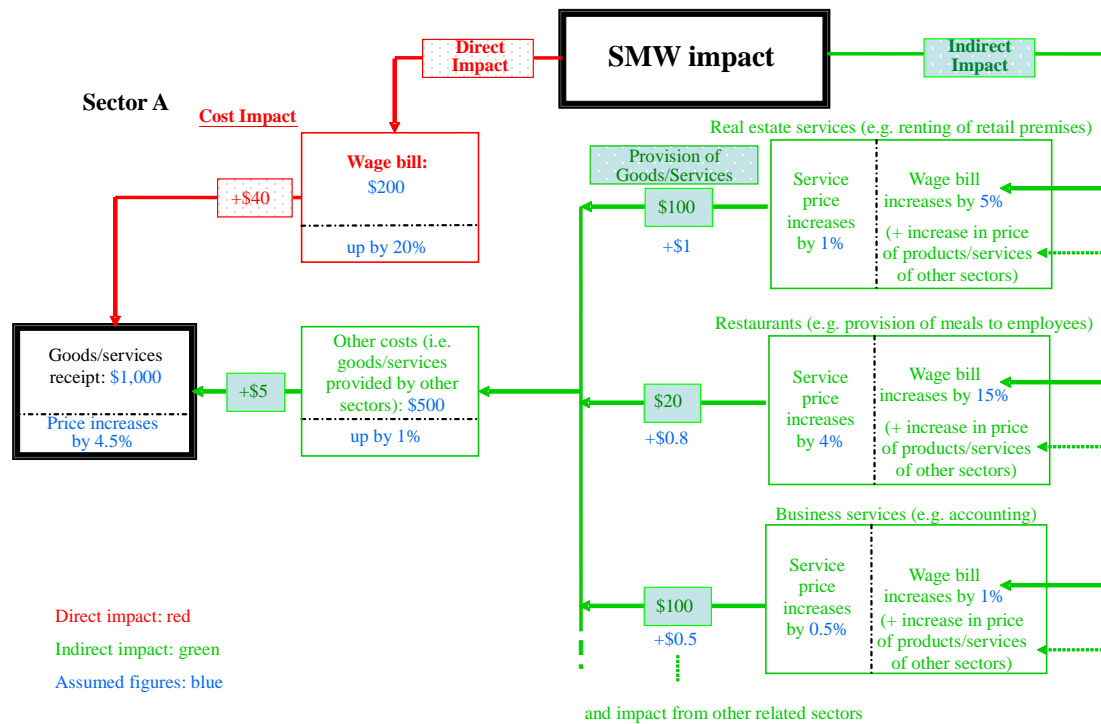 Direct
Impact
SMW impact
Indirect
Impact
Sector A
Cost Impact
Wage bill:
$200
up by 20%
+$40
Goods/services
receipt: $1,000
Price increases
by 4.5%
+$5
Other costs (i.e.
goods/services
provided by other
sectors): $500
up by 1%
Provision of
Goods/Services
Real estate services (e.g. renting of retail premises)
$100
+$1
Service
price
increases
by 1%
Wage bill
increases by 5%
(+ increase in price
of products/services
of other sectors)
Restaurants (e.g. provision of meals to employees)
$20
+$0.8
Service
price
increases
by 4%
Wage bill
increases by 15%
(+ increase in price
of products/services
of other sectors)
Business services (e.g. accounting)
$100
+$0.5
Service
price
increases
by 0.5%
Wage bill
increases by 1%
(+ increase in price
of products/services
of other sectors)
Direct impact: red
Indirect impact: green
Assumed figures: blue
and impact from other related sectors